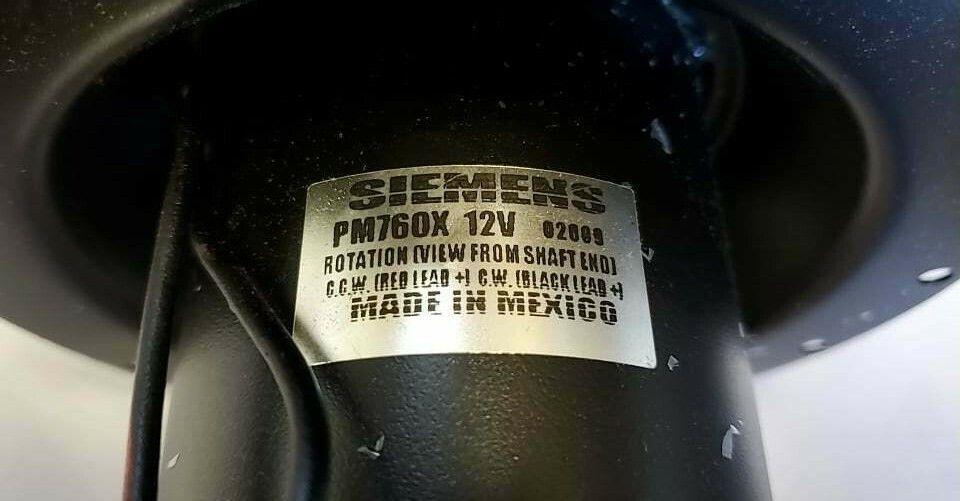 SIEMENS
PM760X 12V 02009
ROTATION (VIEW FROM SHAFT END)
C.C.W. (RED LEAD +) C.W. (BLACK LEAD +)
MADE IN MEXICO